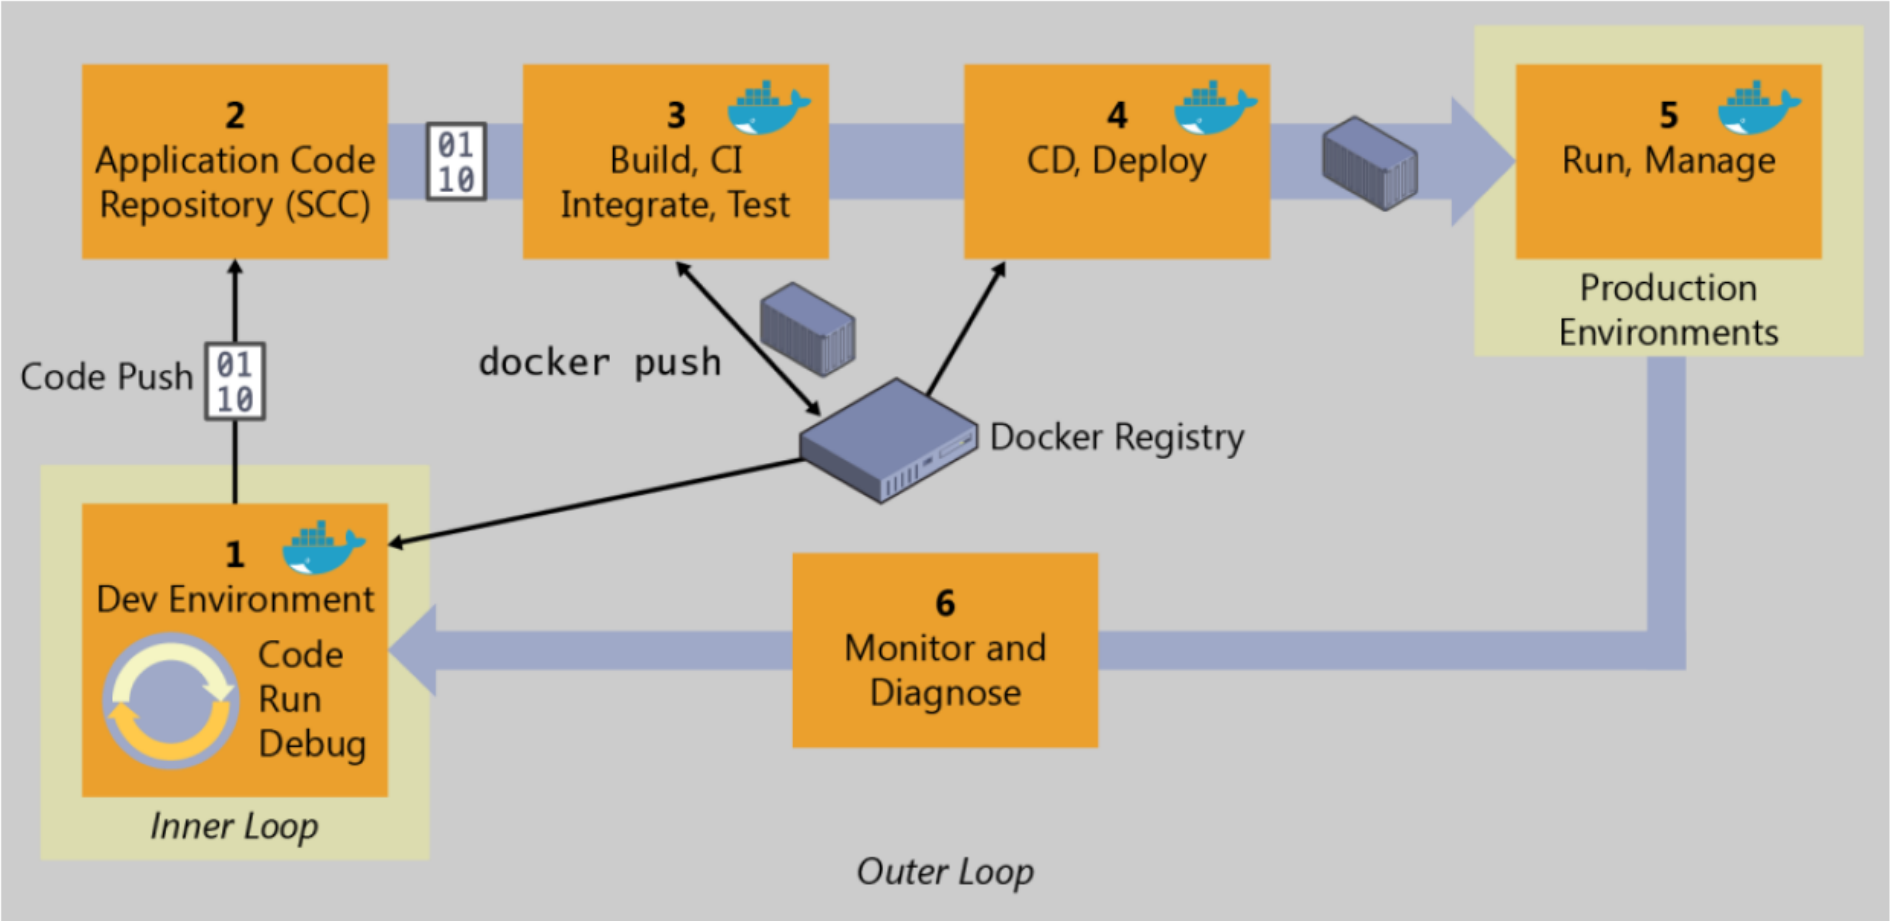 2
Application Code
Repository (SCC)
01
10
3
Build, CI
Integrate, Test
4
CD, Deploy
5
Run, Manage
Production
Environments
Code Push
01
10
docker push
Docker Registry
1
Dev Environment
Code
Run
Debug
Inner Loop
6
Monitor and
Diagnose
Outer Loop